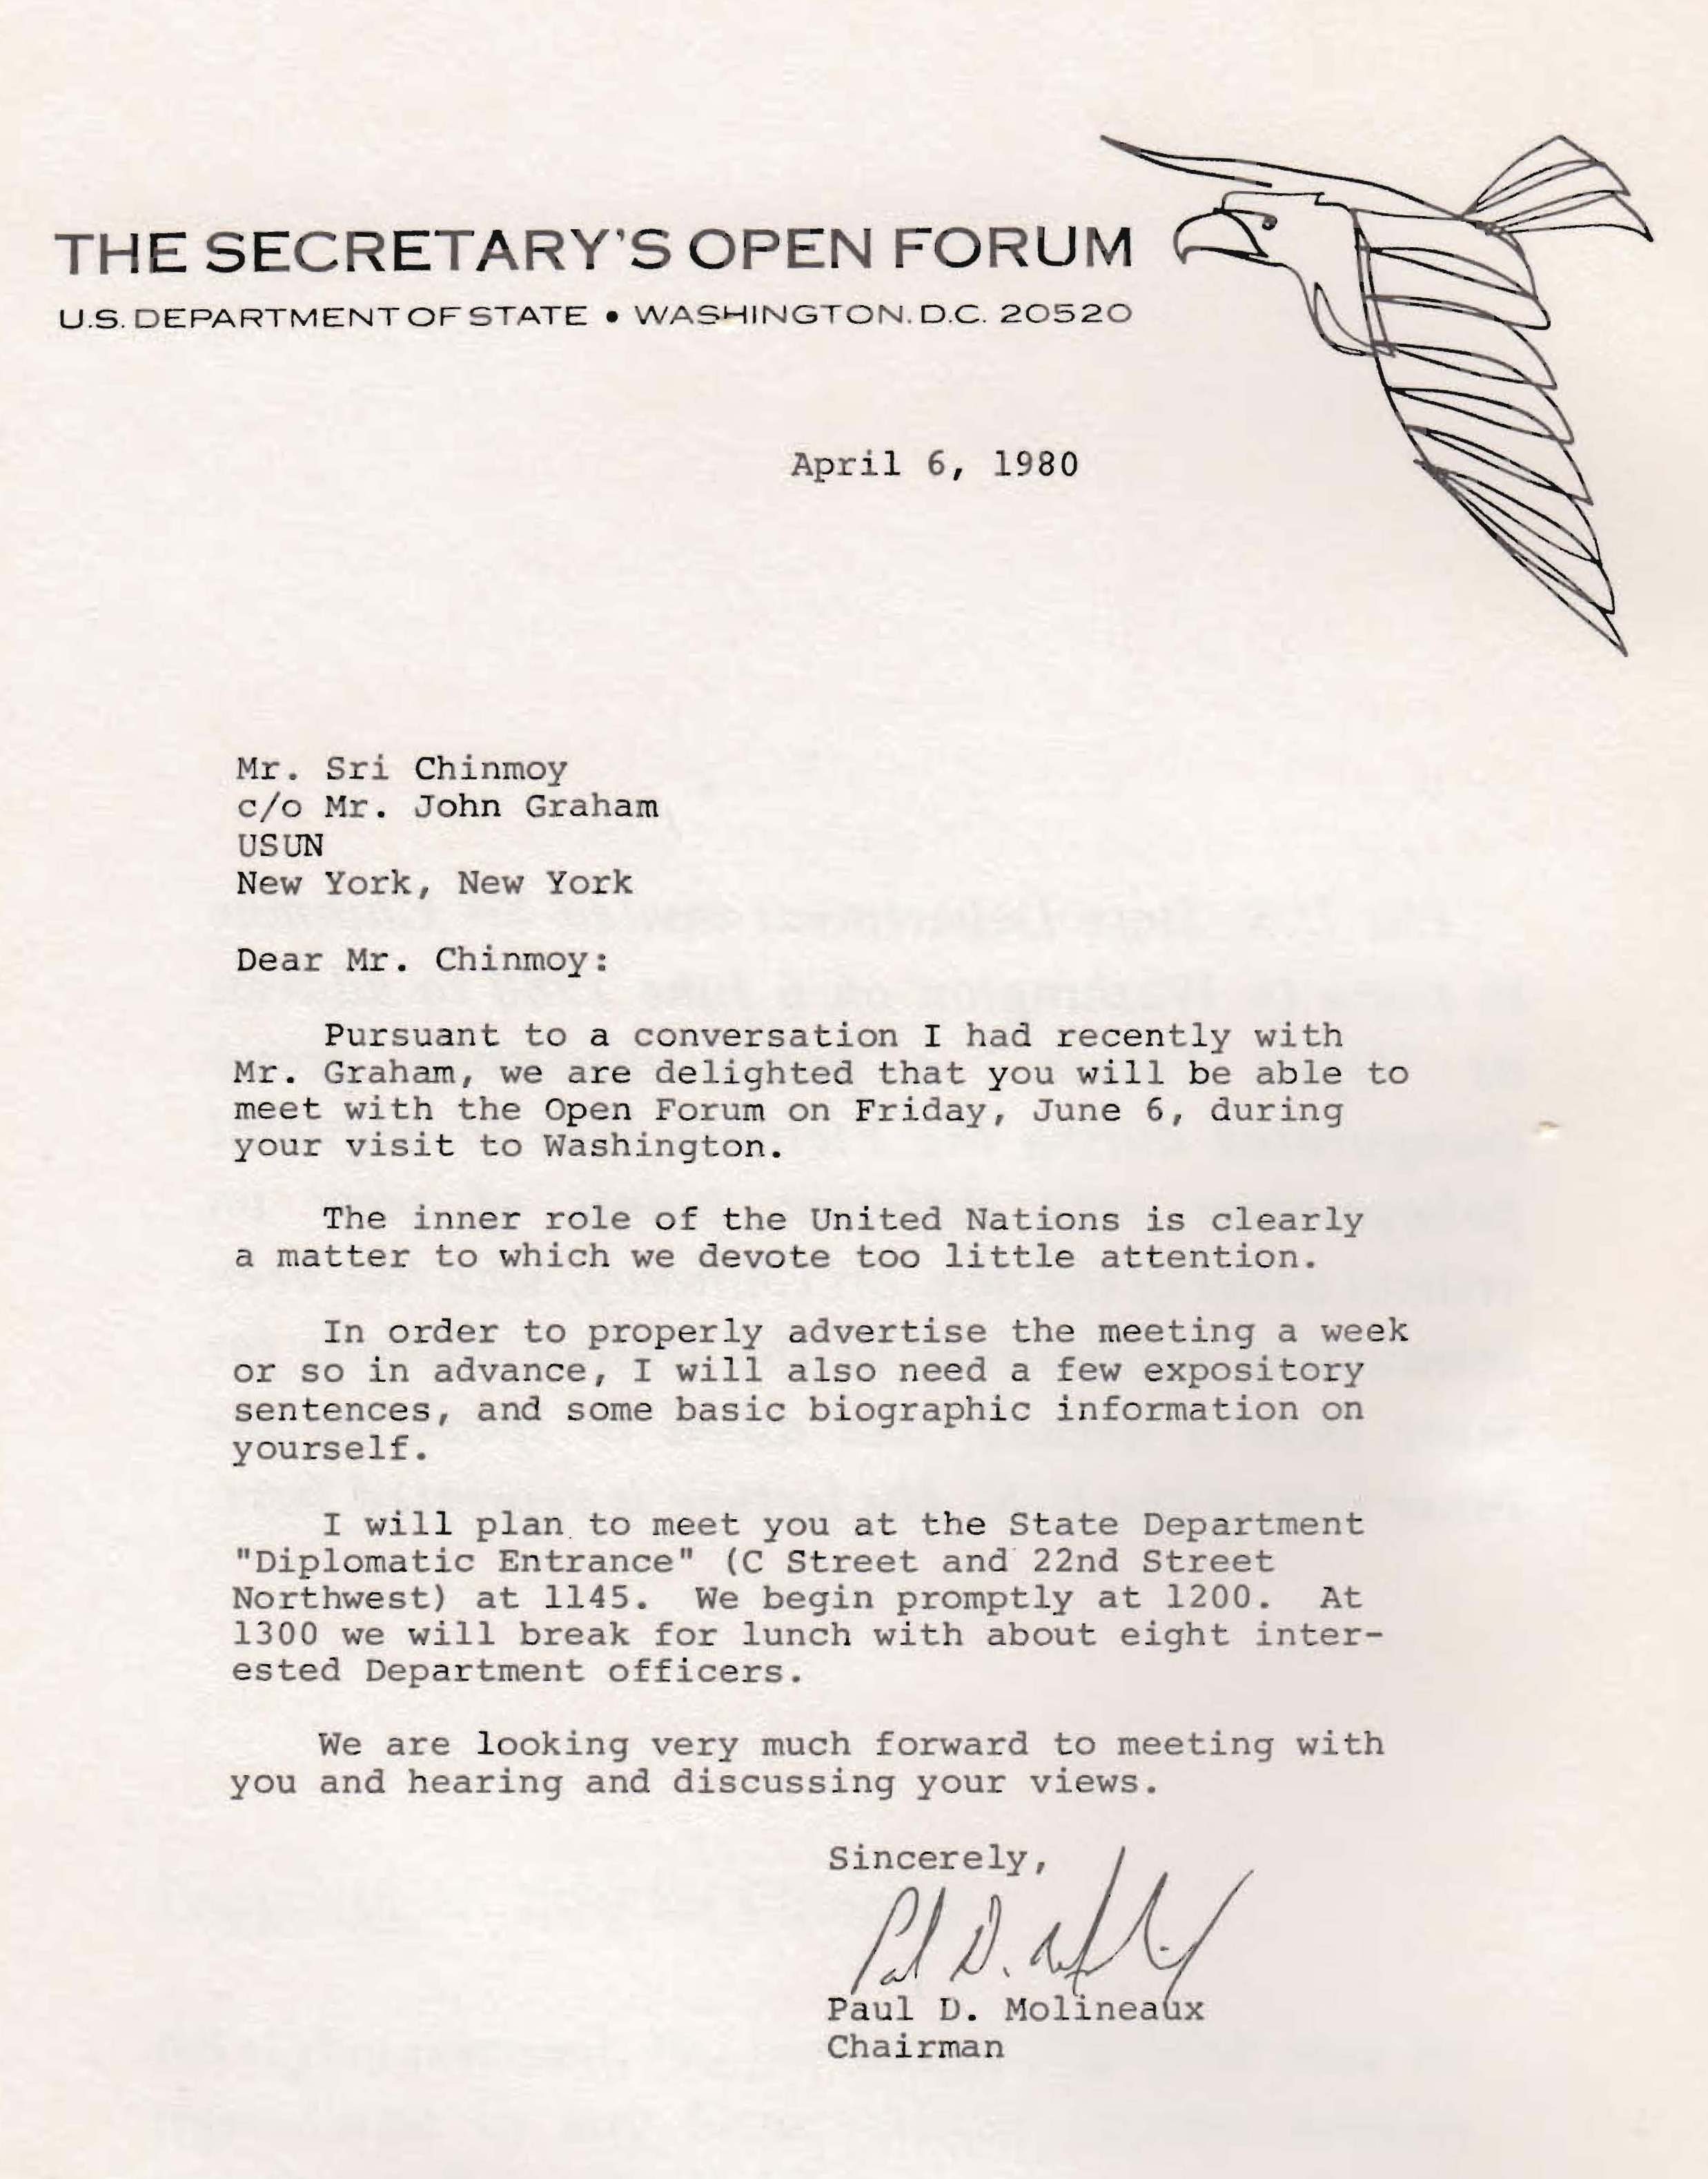 THE SECRETARY'S OPEN FORUM
U.S. DEPARTMENT OF STATE • WASHINGTON, D.C. 20520
April 6, 1980
Mr. Sri Chinmoy
c/o Mr. John Graham
USUN
New York, New York
Dear Mr. Chinmoy:
Pursuant to a conversation I had recently with
Mr. Graham, we are delighted that you will be able to
meet with the Open Forum on Friday, June 6, during
your visit to Washington.
The inner role of the United Nations is clearly
a matter to which we devote too little attention.
In order to properly advertise the meeting a week
or so in advance, I will also need a few expository
sentences, and some basic biographic information on
yourself.
I will plan to meet you at the State Department
"Diplomatic Entrance" (C Street and 22nd Street
Northwest) at 1145. We begin promptly at 1200. At
1300 we will break for lunch with about eight inter-
ested Department officers.
We are looking very much forward to meeting with
you and hearing and discussing your views.
Sincerely,
Paul D. Molineaux
Chairman